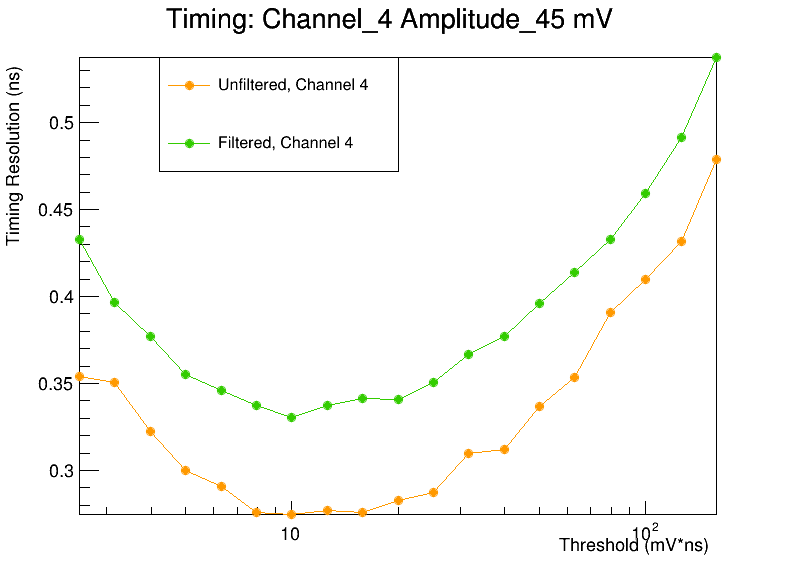 Timing: Channel_4 Amplitude_45 mV
Timing Resolution (ns)
Unfiltered, Channel 4
Filtered, Channel 4
0.5
0.45
0.4
0.35
0.3
10
10²
Threshold (mV*ns)